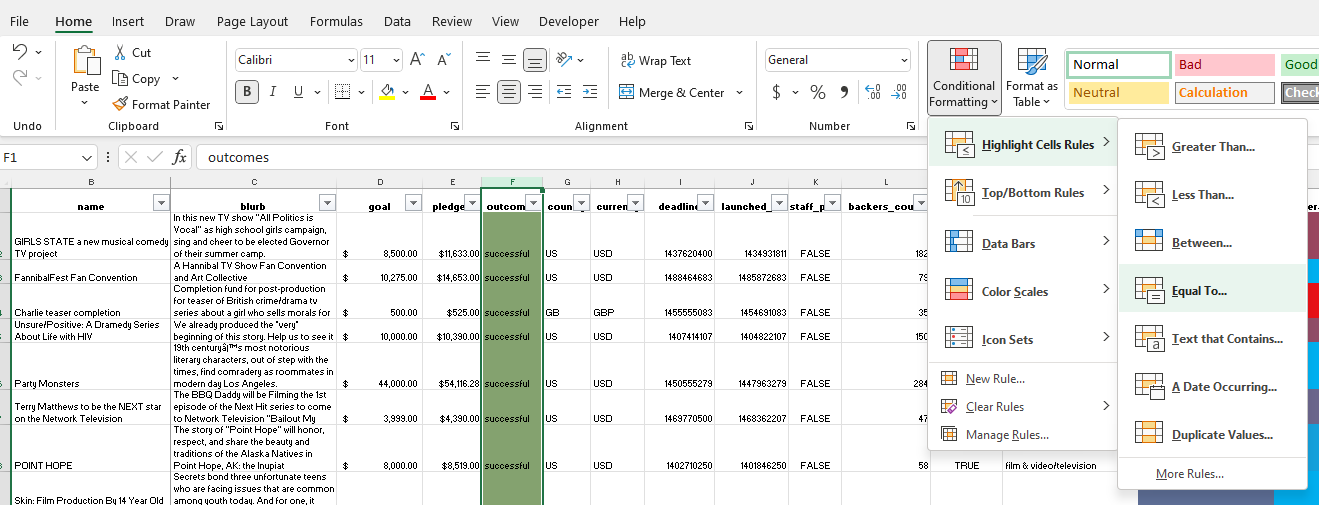 File Home Insert Draw Page Layout Formulas Data Review View Developer Help
Cut
Calibri 11 Wrap Text General
Copy
Paste Conditional Formatting Format as Table
Normal Bad Good
Neutral Calculation Check
Format Painter B I U Merge & Center $ % 9
Undo Clipboard Font Alignment Number
F1 fx outcomes
Highlight Cells Rules
Top/Bottom Rules
Data Bars
Color Scales
Icon Sets
New Rule...
Clear Rules
Manage Rules...
Greater Than...
Less Than...
Between...
Equal To...
Text that Contains...
A Date Occurring...
Duplicate Values...
More Rules...
B C D E F G H I J K L
name blurb goal pledge outcom coun curren deadline launched_ staff_p backers_cou
In this new TV show "All Politics is
Vocal" as high school girls campaign,
GIRLS STATE a new musical comedy sing and cheer to be elected Governor
TV project of their summer camp. $ 8,500.00 $11,633.00 successful US USD 1437620400 1434931811 FALSE 182
A Hannibal TV Show Fan Convention
FannibalFest Fan Convention and Art Collective $ 10,275.00 $14,653.00 successful US USD 1488464683 1485872683 FALSE 79
Completion fund for post-production
for teaser of British crime/drama tv
Charlie teaser completion series about a girl who sells morals for $ 500.00 $525.00 successful GB GBP 1455555083 1454691083 FALSE 35
Unsure/Positive: A Dramedy Series We already produced the "very"
About Life with HIV beginning of this story. Help us to see it $ 10,000.00 $10,390.00 successful US USD 1407414107 1404822107 FALSE 150
19th centuryâ€™s most notorious
literary characters, out of step with the
times, find comradery as roommates in
Party Monsters modern day Los Angeles. $ 44,000.00 $54,116.28 successful US USD 1450555279 1447963279 FALSE 284
The BBQ Daddy will be Filming the 1st
Terry Matthews to be the NEXT star episode of the Next Hit series to come
on the Network Television to Network Television "Bailout My $ 3,999.00 $4,390.00 successful US USD 1469770500 1468362207 FALSE 47
The story of "Point Hope" will honor,
respect, and share the beauty and
traditions of the Alaska Natives in
POINT HOPE Point Hope, AK: the Inupiat $ 8,000.00 $8,519.00 successful US USD 1402710250 1401846250 FALSE 58 TRUE film & video/television
Secrets bond three unfortunate teens
who are facing issues that are common
Skin: Film Production By 14 Year Old among youth today. And for one, it